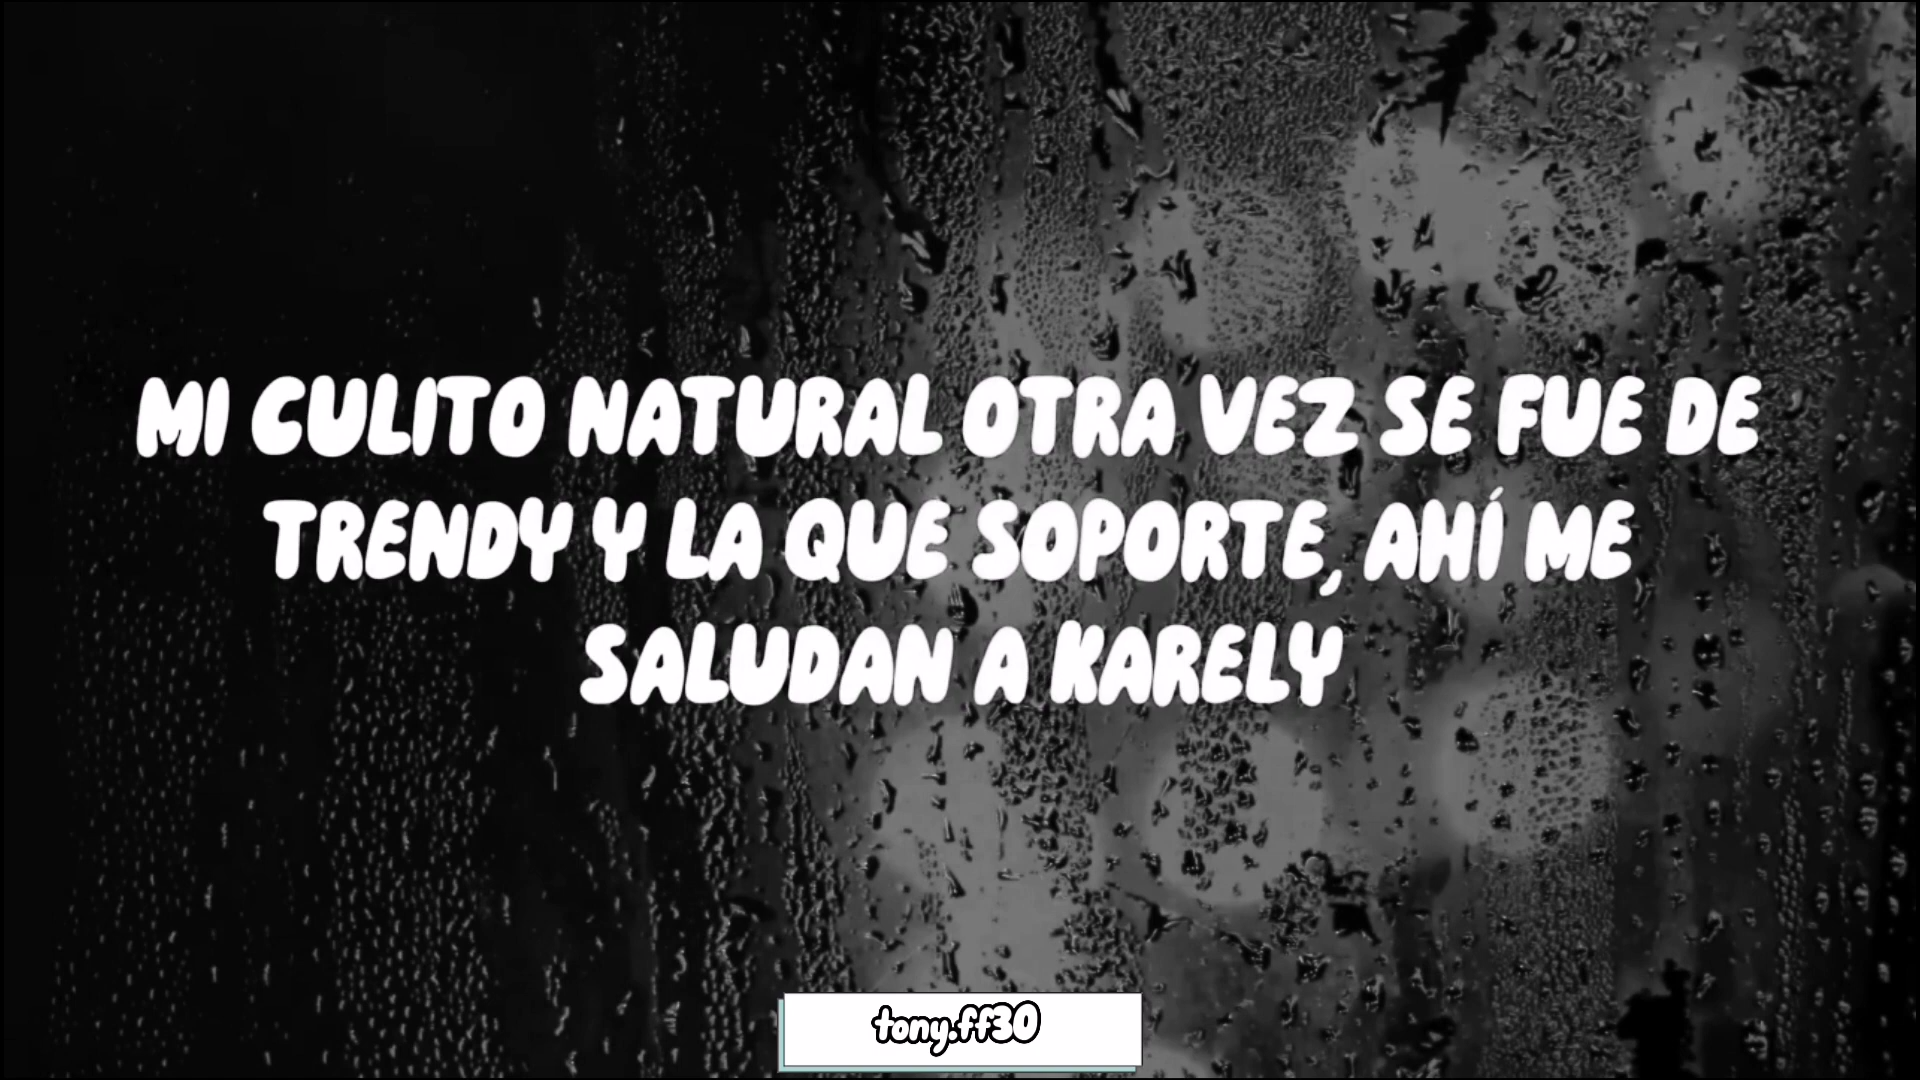 MI CULITO NATURAL OTRA VEZ SE FUE DE
TRENDY Y LA QUE SOPORTE, AHÍ ME
SALUDAN A KARELY
tony.ff30